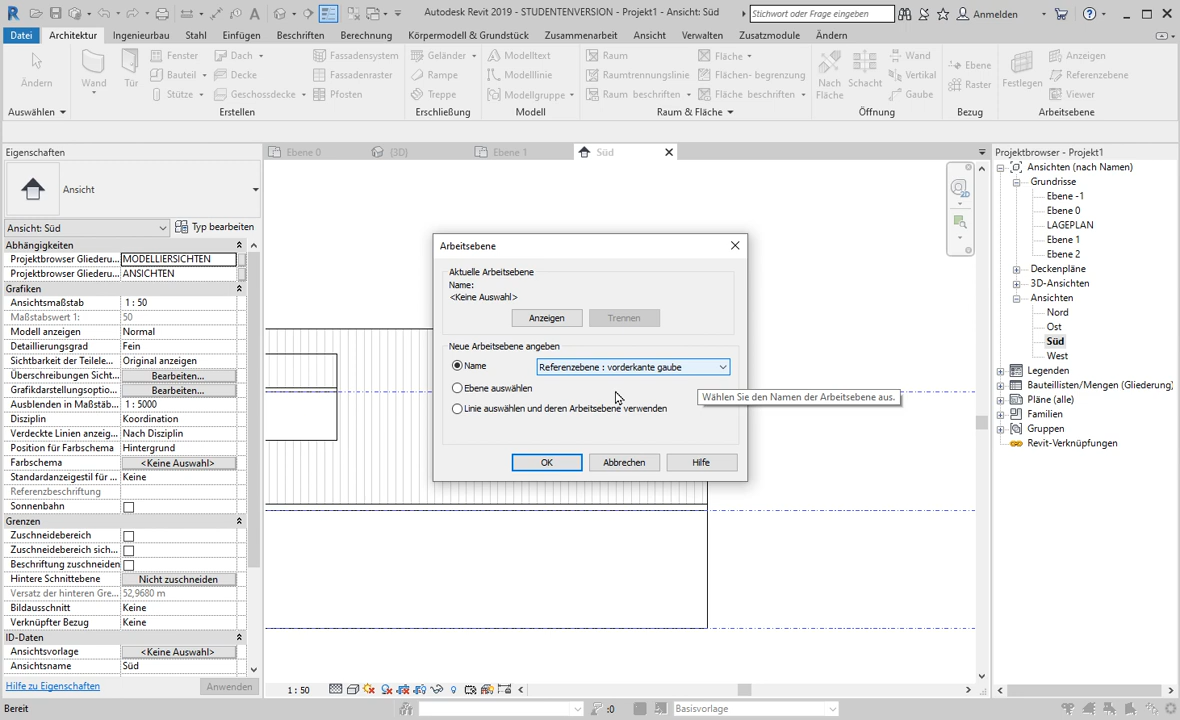 Autodesk Revit 2019 - STUDENTENVERSION - Projekt1 - Ansicht: Süd
Stichwort oder Frage eingeben
Anmelden
Datei Architektur Ingenieurbau Stahl Einfügen Beschriften Berechnung Körpermodell & Grundstück Zusammenarbeit Ansicht Verwalten Zusatzmodule Ändern
Ändern
Wand
Tür
Fenster
Bauteil
Stütze
Dach
Decke
Geschossdecke
Fassadensystem
Fassadenraster
Pfosten
Geländer
Rampe
Treppe
Modelltext
Modelllinie
Modellgruppe
Raum
Raumtrennungslinie
Raum beschriften
Fläche
Flächen- begrenzung
Fläche beschriften
Nach Fläche
Schacht
Wand
Vertikal
Gaube
Ebene
Raster
Festlegen
Anzeigen
Referenzebene
Viewer
Auswählen Erstellen Erschließung Modell Raum & Fläche Öffnung Bezug Arbeitsebene
Eigenschaften
Ansicht
Ansicht: Süd
Typ bearbeiten
Abhängigkeiten
Projektbrowser Gliederu... MODELLIERSICHTEN
Projektbrowser Gliederu... ANSICHTEN
Grafiken
Ansichtsmaßstab 1 : 50
Maßstabswert 1: 50
Modell anzeigen Normal
Detaillierungsgrad Fein
Sichtbarkeit der Teilele... Original anzeigen
Überschreibungen Sicht... Bearbeiten...
Grafikdarstellungsoptio... Bearbeiten...
Ausblenden in Maßstäb... 1 : 5000
Disziplin Koordination
Verdeckte Linien anzeig... Nach Disziplin
Position für Farbschema Hintergrund
Farbschema <Keine Auswahl>
Standardanzeigestil für ... Keine
Referenzbeschriftung
Sonnenbahn
Grenzen
Zuschneidebereich
Zuschneidebereich sich...
Beschriftung zuschneiden
Hintere Schnittebene Nicht zuschneiden
Versatz der hinteren Gre... 52,9680 m
Bildausschnitt Keine
Verknüpfter Bezug Keine
ID-Daten
Ansichtsvorlage <Keine Auswahl>
Ansichtsname Süd
Hilfe zu Eigenschaften
Anwenden
Ebene 0
(3D)
Ebene 1
Süd
Arbeitsebene
Aktuelle Arbeitsebene
Name:
<Keine Auswahl>
Anzeigen Trennen
Neue Arbeitsebene angeben
Name Referenzebene : vorderkante gaube
Ebene auswählen
Linie auswählen und deren Arbeitsebene verwenden
OK Abbrechen Hilfe
Wählen Sie den Namen der Arbeitsebene aus.
Projektbrowser - Projekt1
Ansichten (nach Namen)
Grundrisse
Ebene -1
Ebene 0
LAGEPLAN
Ebene 1
Ebene 2
Deckenpläne
3D-Ansichten
Ansichten
Nord
Ost
Süd
West
Legenden
Bauteillisten/Mengen (Gliederung)
Pläne (alle)
Familien
Gruppen
Revit-Verknüpfungen
1 : 50
Bereit
:0
Basisvorlage